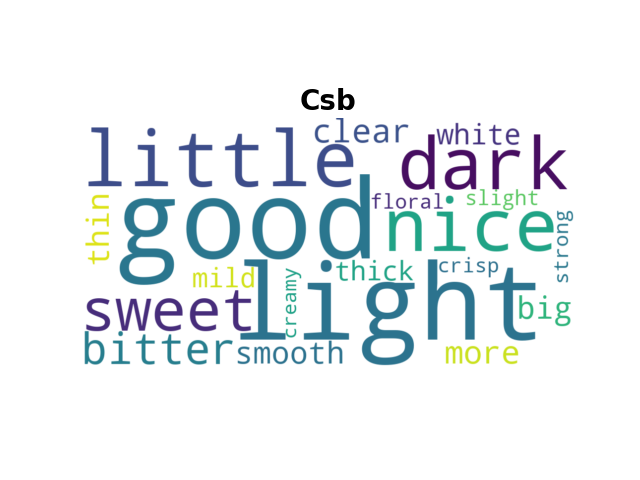 Csb
clear
white
little
dark
thin
floral
slight
good
nice
strong
crisp
thick
mild
creamy
light
sweet
big
bitter
smooth
more